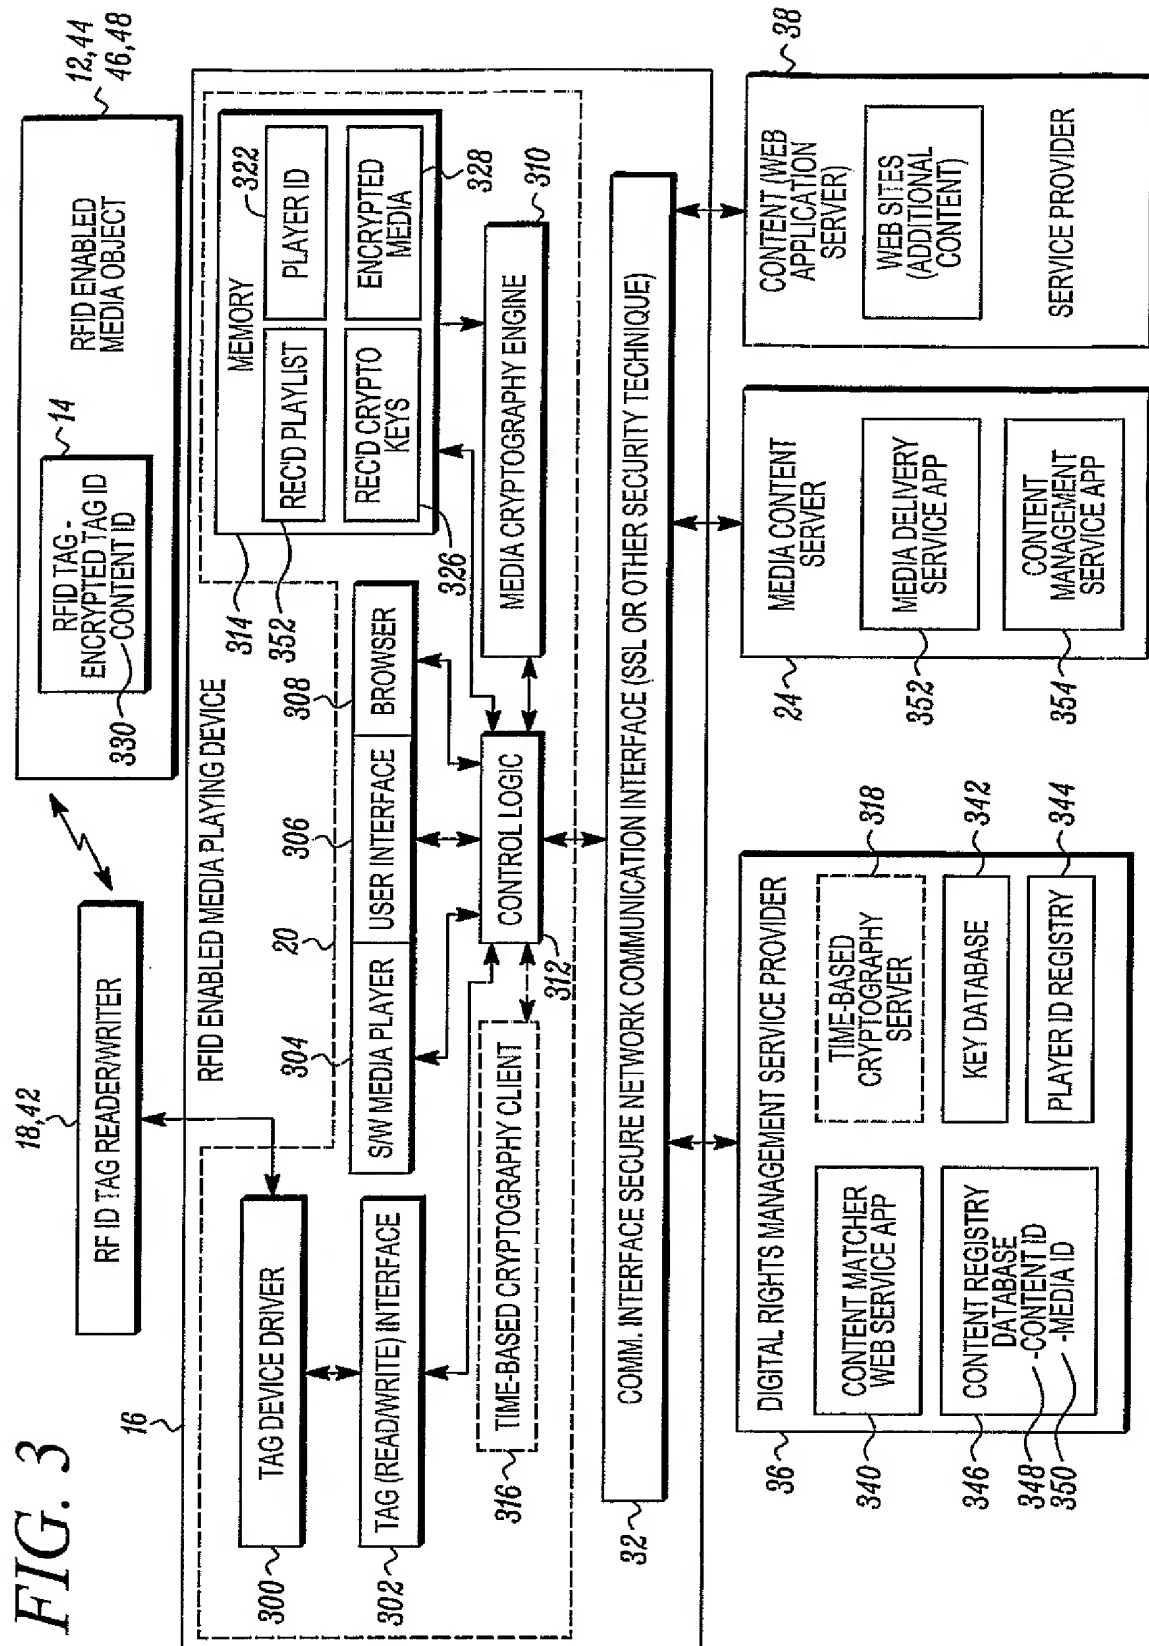 FIG. 3
18,42
RF ID TAG READER/WRITER
12,44
46,48
RFID ENABLED
MEDIA OBJECT
14
RFID TAG -
ENCRYPTED TAG ID
CONTENT ID
330
16
RFID ENABLED MEDIA PLAYING DEVICE
20
300
TAG DEVICE DRIVER
302
TAG (READ/WRITE) INTERFACE
304
306
308
S/W MEDIA PLAYER
USER INTERFACE
BROWSER
314
352
MEMORY
322
REC'D PLAYLIST
PLAYER ID
REC'D CRYPTO
KEYS
ENCRYPTED
MEDIA
326
328
316
TIME-BASED CRYPTOGRAPHY CLIENT
CONTROL LOGIC
312
MEDIA CRYPTOGRAPHY ENGINE
310
32
COMM. INTERFACE SECURE NETWORK COMMUNICATION INTERFACE (SSL OR OTHER SECURITY TECHNIQUE)
36
DIGITAL RIGHTS MANAGEMENT SERVICE PROVIDER
340
CONTENT MATCHER
WEB SERVICE APP
TIME-BASED
CRYPTOGRAPHY
SERVER
318
KEY DATABASE
342
346
CONTENT REGISTRY
DATABASE
-CONTENT ID
-MEDIA ID
348
350
PLAYER ID REGISTRY
344
24
MEDIA CONTENT
SERVER
352
MEDIA DELIVERY
SERVICE APP
354
CONTENT
MANAGEMENT
SERVICE APP
38
CONTENT (WEB
APPLICATION
SERVER)
WEB SITES
(ADDITIONAL
CONTENT)
SERVICE PROVIDER